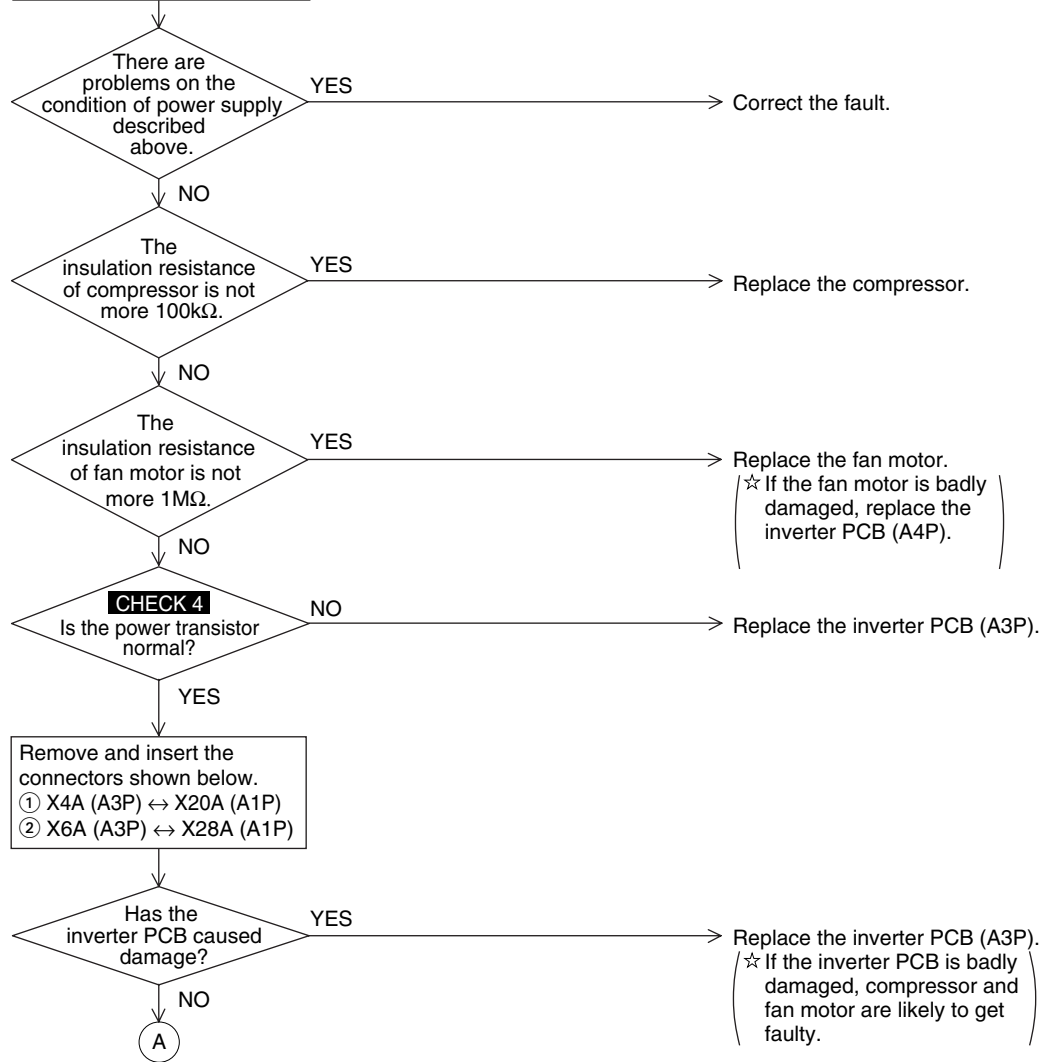 There are
problems on the
condition of power supply
described
above.
YES
Correct the fault.
NO
The
insulation resistance
of compressor is not
more 100kΩ.
YES
Replace the compressor.
NO
The
insulation resistance
of fan motor is not
more 1MΩ.
YES
Replace the fan motor.
☆ If the fan motor is badly
damaged, replace the
inverter PCB (A4P).
NO
CHECK 4
Is the power transistor
normal?
NO
Replace the inverter PCB (A3P).
YES
Remove and insert the
connectors shown below.
① X4A (A3P) ↔ X20A (A1P)
② X6A (A3P) ↔ X28A (A1P)
Has the
inverter PCB caused
damage?
YES
Replace the inverter PCB (A3P).
☆ If the inverter PCB is badly
damaged, compressor and
fan motor are likely to get
faulty.
NO
A